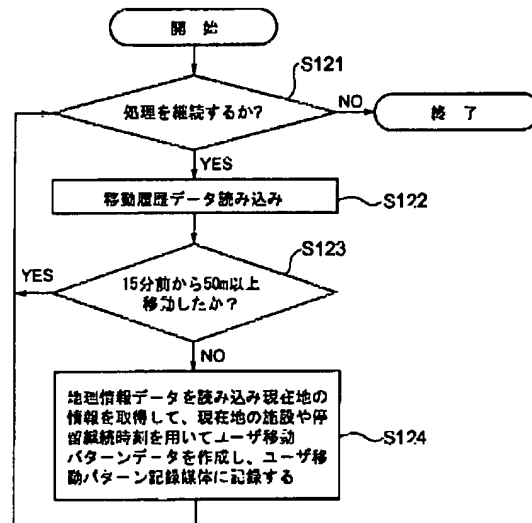 開始
S121
処理を継続するか?
NO
終了
YES
移動履歴データ読み込み
S122
S123
YES
15分前から50m以上
移動したか?
NO
地理情報データを読み込み現在地の
情報を取得して、現在地の施設や停
留継続時刻を用いてユーザ移動
パターンデータを作成し、ユーザ移
動パターン記録媒体に記録する
S124